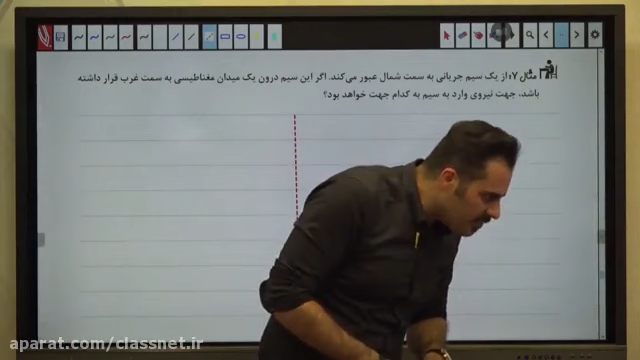 مثال ۱۷: از یک سیم جریانی به سمت شمال عبور می‌کند. اگر این سیم درون یک میدان مغناطیسی به سمت غرب قرار داشته
باشد، جهت نیروی وارد به سیم به کدام جهت خواهد بود؟
aparat.com/classnet.ir